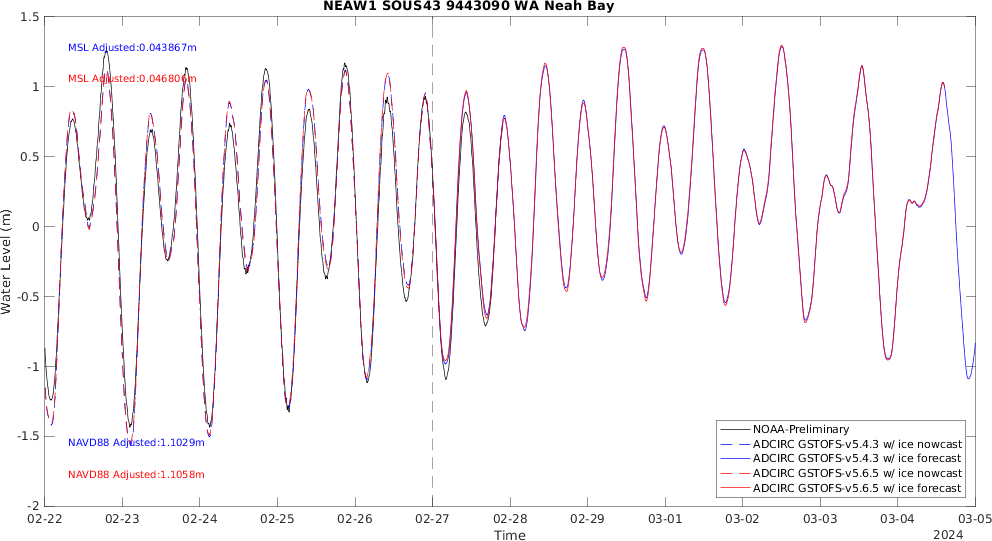 NEAW1 SOUS43 9443090 WA Neah Bay
MSL Adjusted:0.043867m
MSL Adjusted:0.046806m
NAVD88 Adjusted:1.1029m
NAVD88 Adjusted:1.1058m
Water Level (m)
1.5
1
0.5
0
-0.5
-1
-1.5
-2
NOAA-Preliminary
ADCIRC GSTOFS-v5.4.3 w/ ice nowcast
ADCIRC GSTOFS-v5.4.3 w/ ice forecast
ADCIRC GSTOFS-v5.6.5 w/ ice nowcast
ADCIRC GSTOFS-v5.6.5 w/ ice forecast
02-22 02-23 02-24 02-25 02-26 02-27 02-28 02-29 03-01 03-02 03-03 03-04 03-05
Time
2024